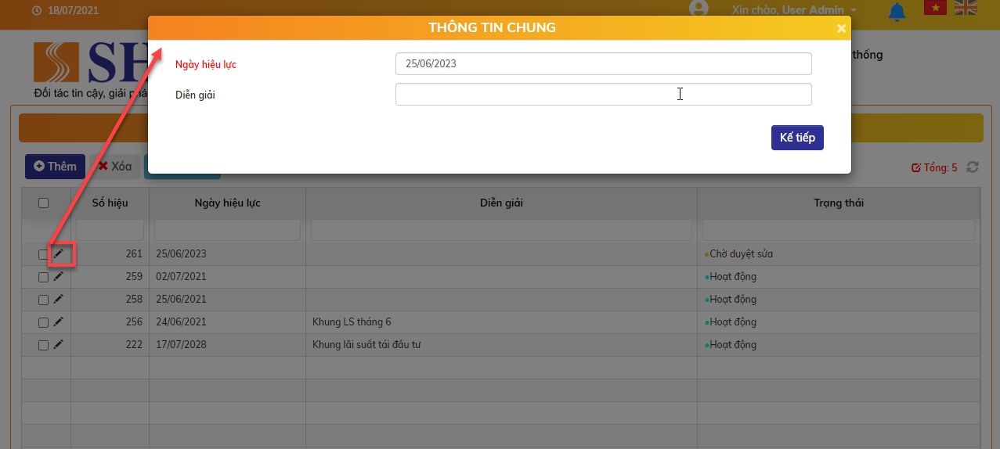 18/07/2021
Xin chào, User Admin
THÔNG TIN CHUNG
×
SH
Đối tác tin cậy, giải phá
thống
Ngày hiệu lực
25/06/2023
Diễn giải
Kế tiếp
Thêm
Xóa
Tổng: 5
Số hiệu Ngày hiệu lực Diễn giải Trạng thái
261 25/06/2023 Chờ duyệt sửa
259 02/07/2021 Hoạt động
258 25/06/2021 Hoạt động
256 24/06/2021 Khung LS tháng 6 Hoạt động
222 17/07/2028 Khung lãi suất tái đầu tư Hoạt động